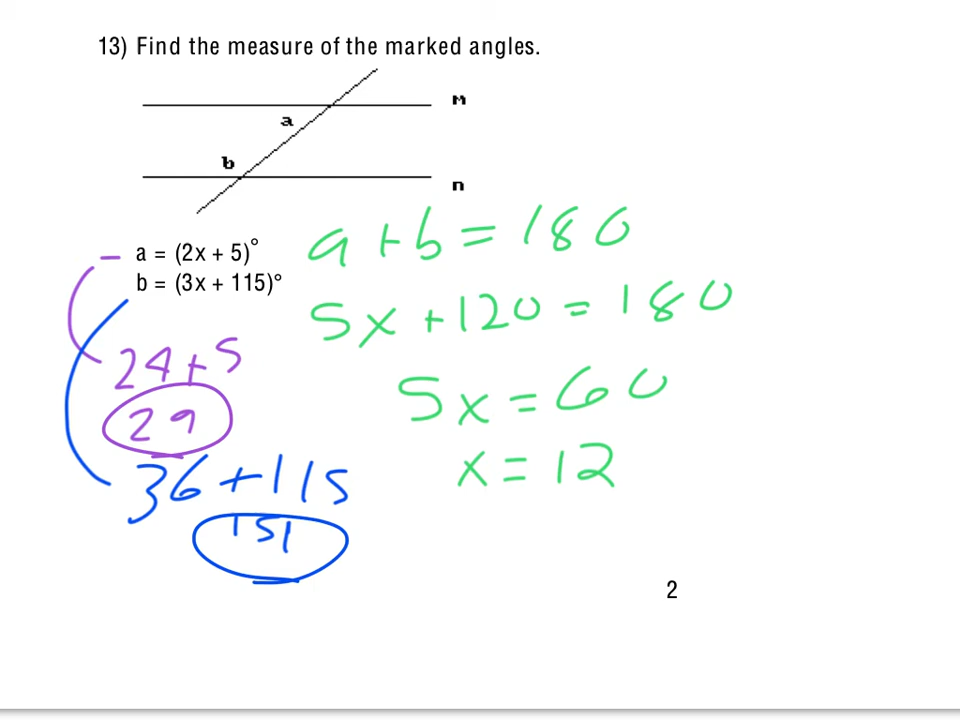 13) Find the measure of the marked angles.
M
a
b
n
a + b = 180
a = (2x + 5)°
b = (3x + 115)°
5x + 120 = 180
24 + 5
5x = 60
29
x = 12
36 + 115
151
2